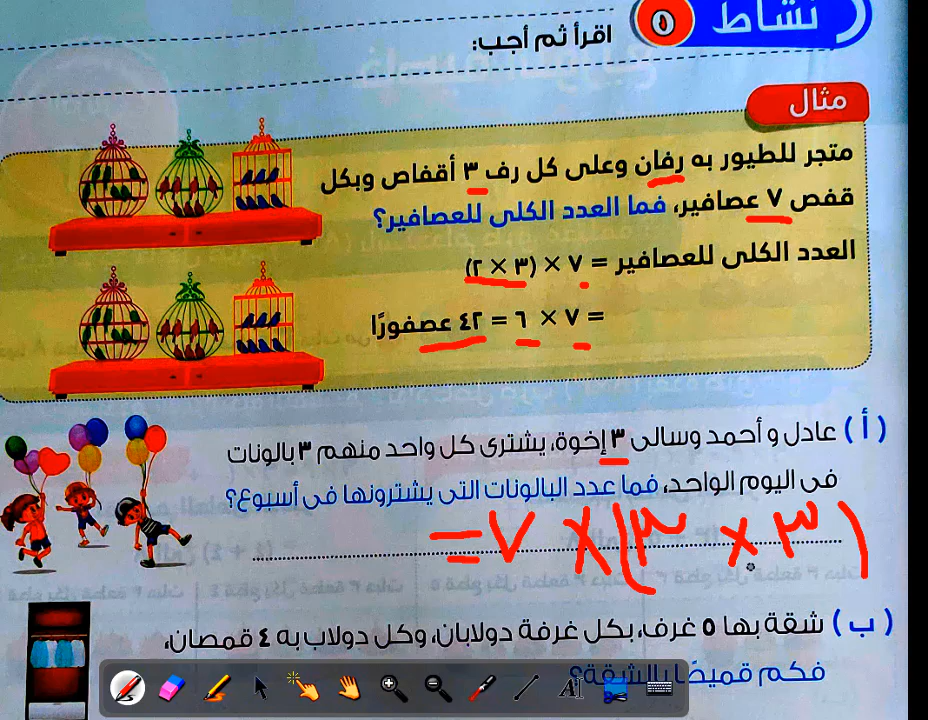 نشاط ٥
اقرأ ثم أجب:
مثال
متجر للطيور به رفان وعلى كل رف ٣ أقفاص وبكل
قفص ٧ عصافير، فما العدد الكلى للعصافير؟
العدد الكلى للعصافير = ٧ × (٣ × ٢)
= ٧ × ٦ = ٤٢ عصفورًا
(أ) عادل و أحمد وسالى ٣ إخوة، يشترى كل واحد منهم ٣ بالونات
فى اليوم الواحد، فما عدد البالونات التى يشترونها فى أسبوع؟
(٣ × ٣) × ٧ =
(ب) شقة بها ٥ غرف، بكل غرفة دولابان، وكل دولاب به ٤ قمصان،
فكم قميصًا بالشقة؟